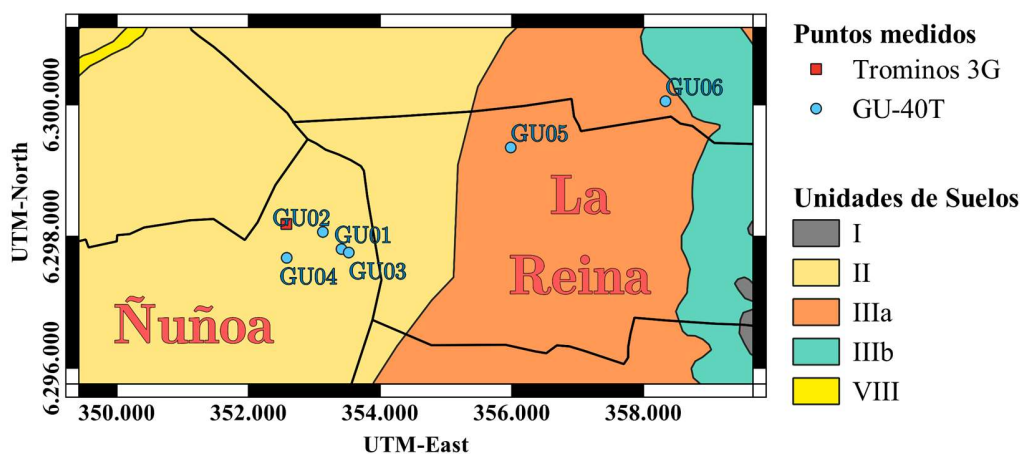 Puntos medidos
Trominos 3G
GU-40T
Unidades de Suelos
I
II
IIIa
IIIb
VIII
UTM-North
6.300.000
6.298.000
6.296.000
GU06
GU05
La
Reina
GU02
GU01
GU03
GU04
Ñuñoa
350.000
352.000
354.000
356.000
358.000
UTM-East